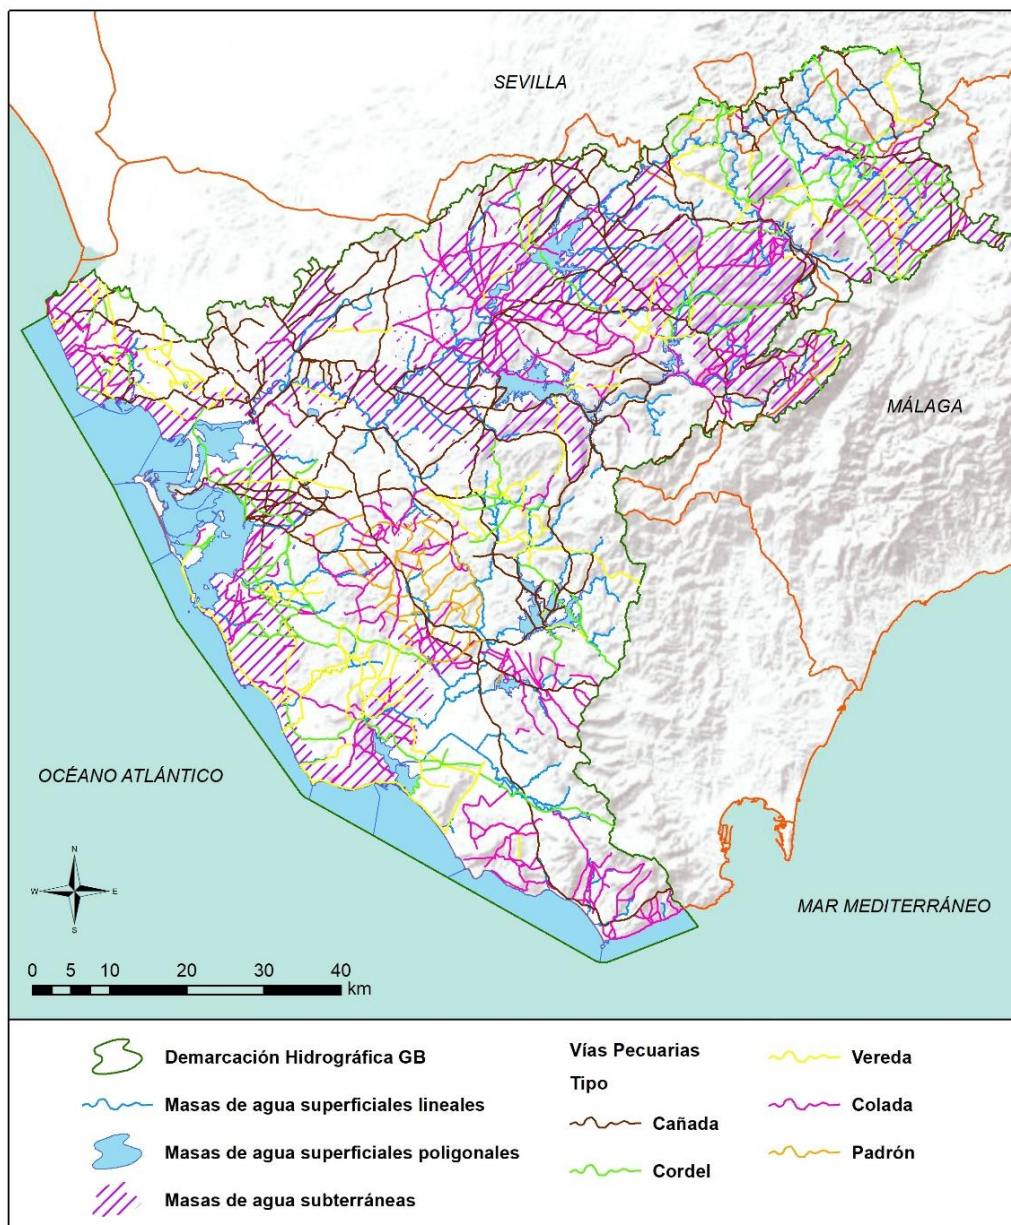 SEVILLA
MÁLAGA
OCÉANO ATLÁNTICO
MAR MEDITERRÁNEO
N
W E
S
0 5 10 20 30 40
km
Demarcación Hidrográfica GB
Masas de agua superficiales lineales
Masas de agua superficiales poligonales
Masas de agua subterráneas
Vías Pecuarias
Tipo
Cañada
Cordel
Vereda
Colada
Padrón